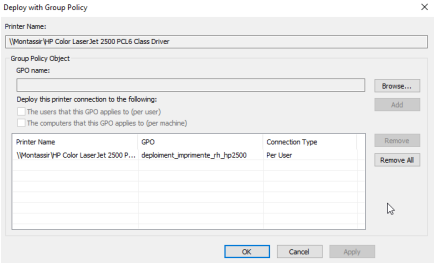 Deploy with Group Policy
Printer Name:
\\Montassir\HP Color LaserJet 2500 PCL6 Class Driver
Group Policy Object
GPO name:
Browse...
Deploy this printer connection to the following:
Add
The users that this GPO applies to (per user)
The computers that this GPO applies to (per machine)
Printer Name GPO Connection Type
Remove
\\Montassir\HP Color LaserJet 2500 P... deploiment_imprimente_rh_hp2500 Per User
Remove All
OK Cancel Apply